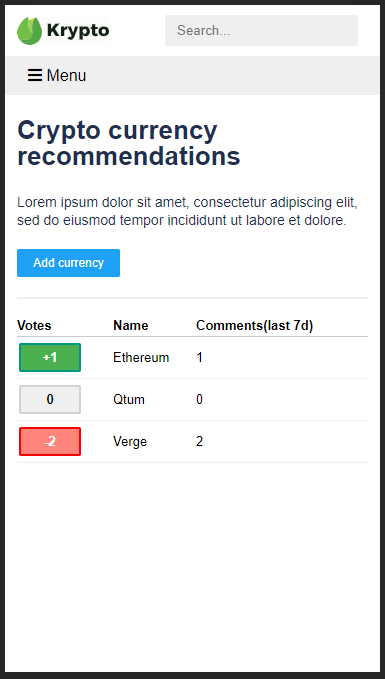 Krypto
Search...
Menu
Crypto currency
recommendations
Lorem ipsum dolor sit amet, consectetur adipiscing elit,
sed do eiusmod tempor incididunt ut labore et dolore.
Add currency
Votes Name Comments(last 7d)
+1 Ethereum 1
0 Qtum 0
-2 Verge 2